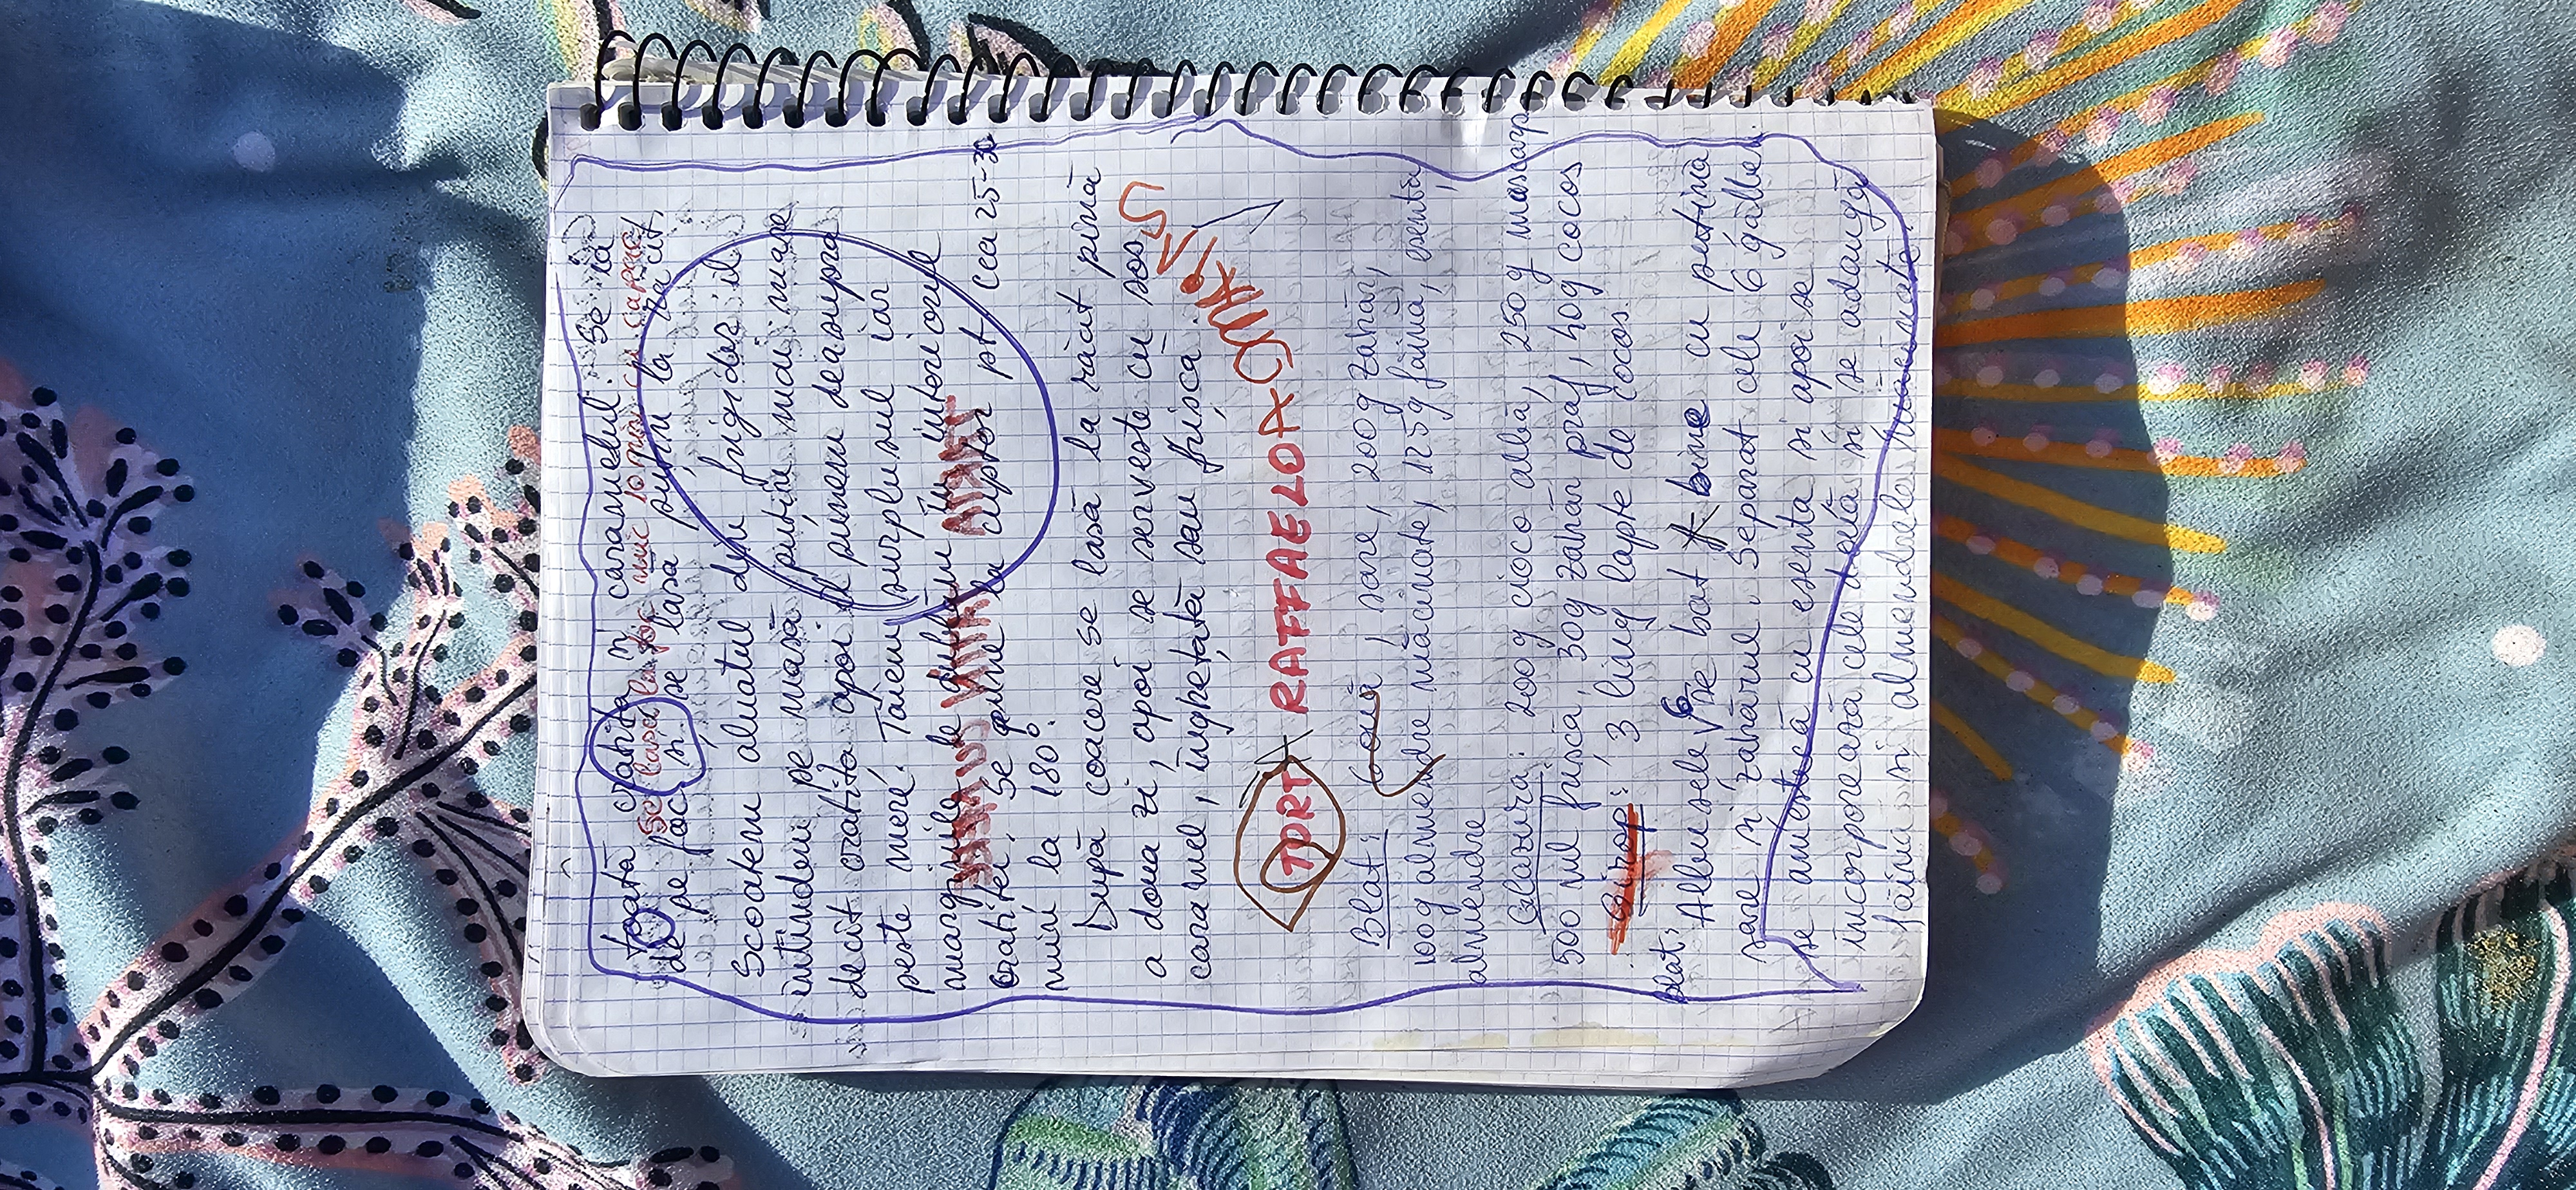 toată cratița și caramelul. Se ia
se lasă la foc mic 10 min cu capac
de pe foc și se lasă puțin la răcit.
Scoatem aluatul din frigider îl
întindem pe masă puțin mai mare
decît cratița apoi îl punem deasupra
peste mere. Tăiem surplusul iar
marginile le dublăm în interiorul
cratiței. Se pune la cuptor pt cca 25-30
min la 180°.
După coacere se lasă la răcit pînă
a doua zi, apoi se servește cu sos
caramel, înghețată sau frișcă.
TORT RAFFAELO
Blat: 6 ouă, sare, 200g zahăr,
100g almendre măcinate, 125g făină, esență
almendre
Glazura: 200g cioco albă, 250g mascarp.
500 ml frișcă, 30g zahăr praf, 40g cocos
Sirop: 3 ling lapte de cocos.
Blat:
Albușele 6 se bat bine cu puțină
sare și zahărul. Separat cele 6 gălben.
se amestecă cu esența și apoi se
incorporează cele două și se adaugă
făina și almendrele măcinate.